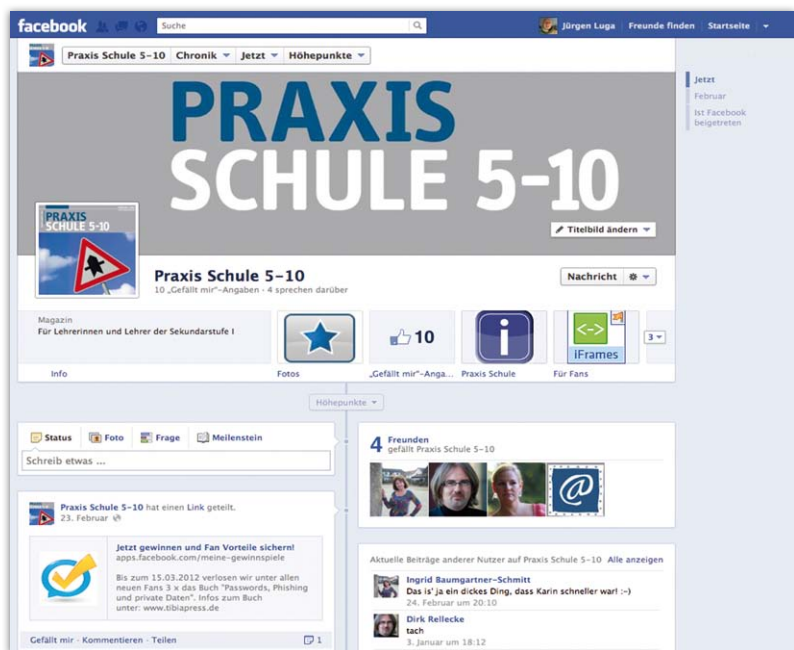 facebook
Suche
Jürgen Luga
Freunde finden
Startseite
Praxis Schule 5-10
Chronik
Jetzt
Höhepunkte
Jetzt
Februar
Ist Facebook
beigetreten
PRAXIS
SCHULE 5-10
PRAXIS
SCHULE 5-10
Titelbild ändern
Praxis Schule 5-10
10 „Gefällt mir“-Angaben · 4 sprechen darüber
Nachricht
Magazin
Für Lehrerinnen und Lehrer der Sekundarstufe I
10
i
<->
iFrames
3
Info
Fotos
„Gefällt mir“-Anga...
Praxis Schule
Für Fans
Höhepunkte
Status
Foto
Frage
Meilenstein
Schreib etwas ...
4 Freunden
gefällt Praxis Schule 5-10
@
Praxis Schule 5-10 hat einen Link geteilt.
23. Februar
Jetzt gewinnen und Fan Vorteile sichern!
apps.facebook.com/meine-gewinnspiele
Bis zum 15.03.2012 verlosen wir unter allen
neuen Fans 3 x das Buch "Passwords, Phishing
und private Daten". Infos zum Buch
unter: www.tibiapress.de
Gefällt mir · Kommentieren · Teilen
1
Aktuelle Beiträge anderer Nutzer auf Praxis Schule 5-10 Alle anzeigen
Ingrid Baumgartner-Schmitt
Das is' ja ein dickes Ding, dass Karin schneller war! :-)
24. Februar um 20:10
Dirk Rellecke
tach
3. Januar um 18:12